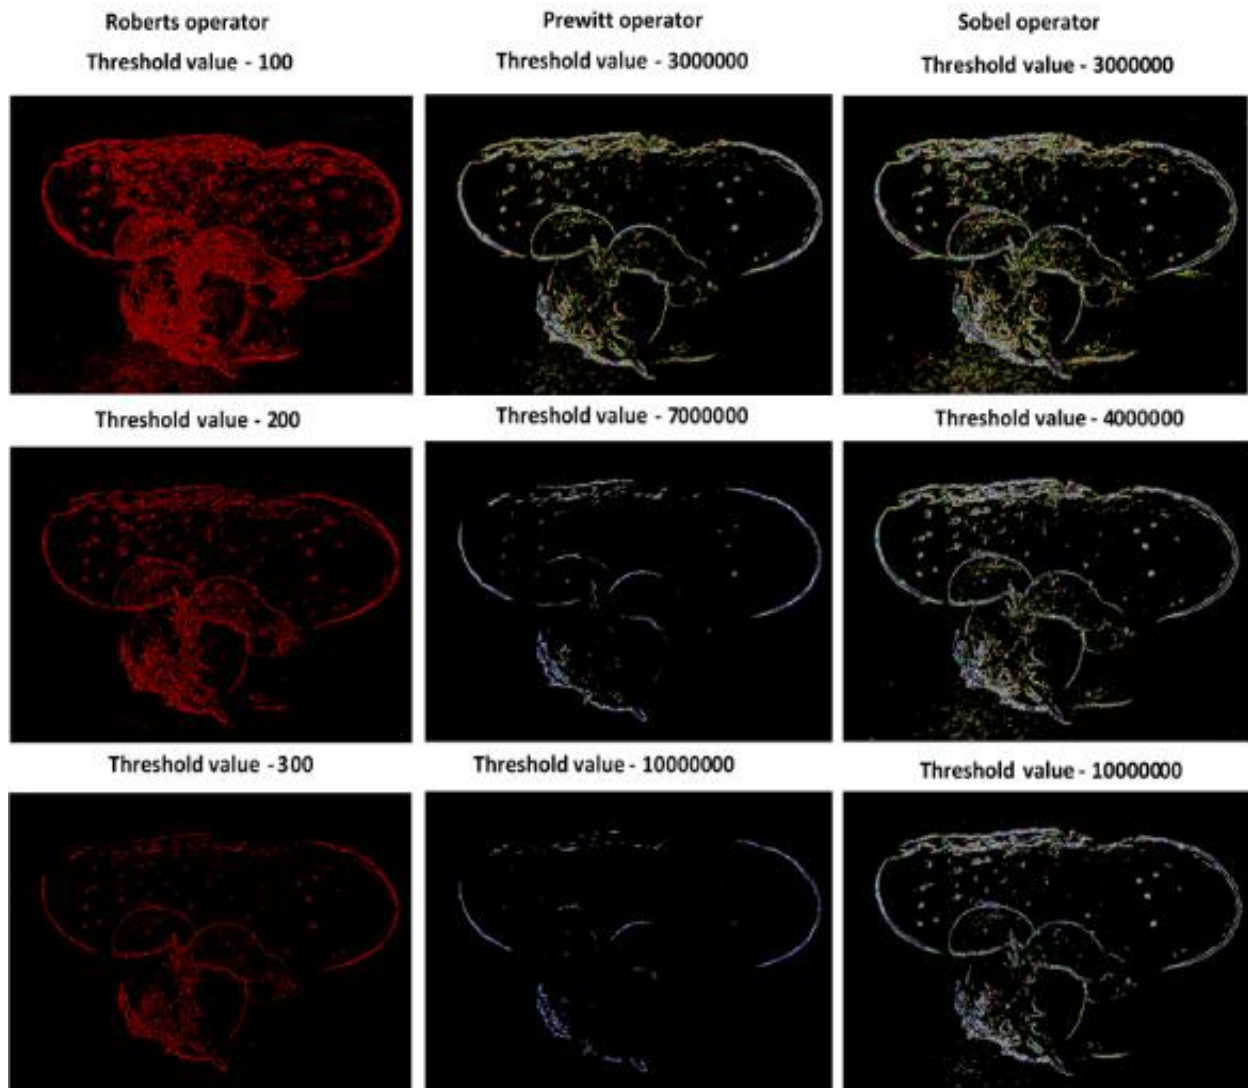 Roberts operator
Prewitt operator
Sobel operator
Threshold value - 100
Threshold value - 3000000
Threshold value - 3000000
Threshold value - 200
Threshold value - 7000000
Threshold value - 4000000
Threshold value -300
Threshold value - 10000000
Threshold value - 10000000